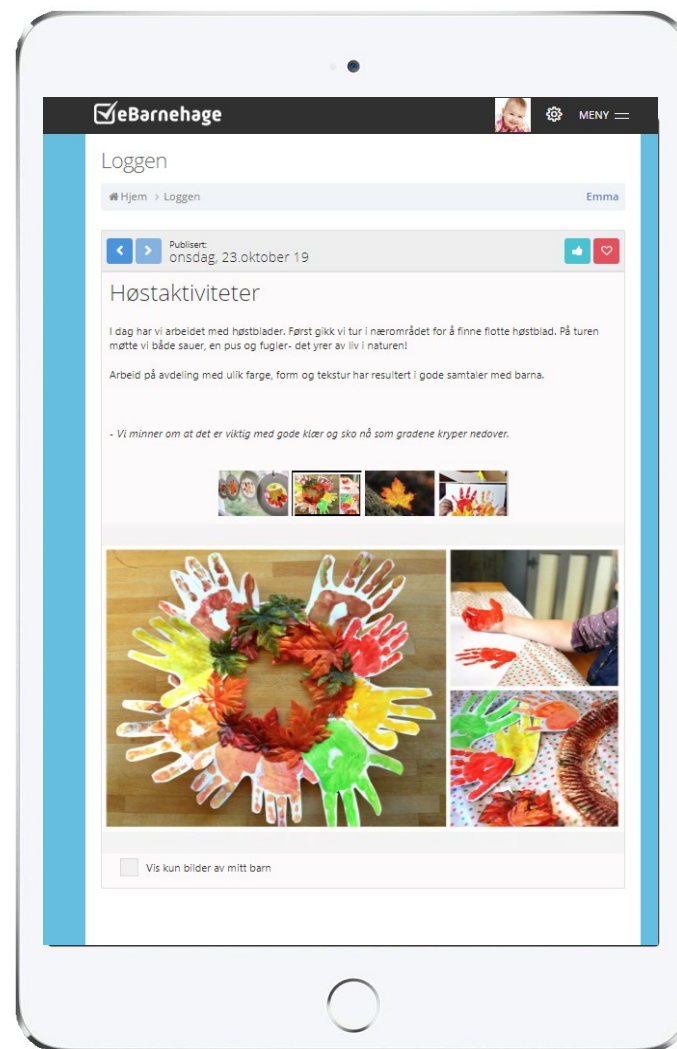 eBarnehage
MENY
Loggen
Hjem > Loggen
Emma
Publisert:
onsdag, 23.oktober 19
Høstaktiviteter
I dag har vi arbeidet med høstblader. Først gikk vi tur i nærområdet for å finne flotte høstblad. På turen
møtte vi både sauer, en pus og fugler- det yrer av liv i naturen!
Arbeid på avdeling med ulik farge, form og tekstur har resultert i gode samtaler med barna.
- Vi minner om at det er viktig med gode klær og sko nå som gradene kryper nedover.
Vis kun bilder av mitt barn